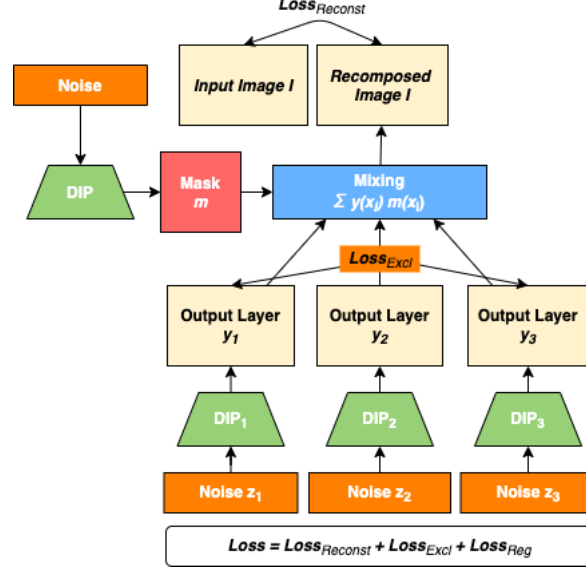 Loss_Reconst
Input Image I
Recomposed
Image I
Noise
DIP
Mask
m
Mixing
Σ y(x_i) m(x_i)
Loss_Excl
Output Layer
y_1
Output Layer
y_2
Output Layer
y_3
DIP_1
DIP_2
DIP_3
Noise z_1
Noise z_2
Noise z_3
Loss = Loss_Reconst + Loss_Excl + Loss_Reg